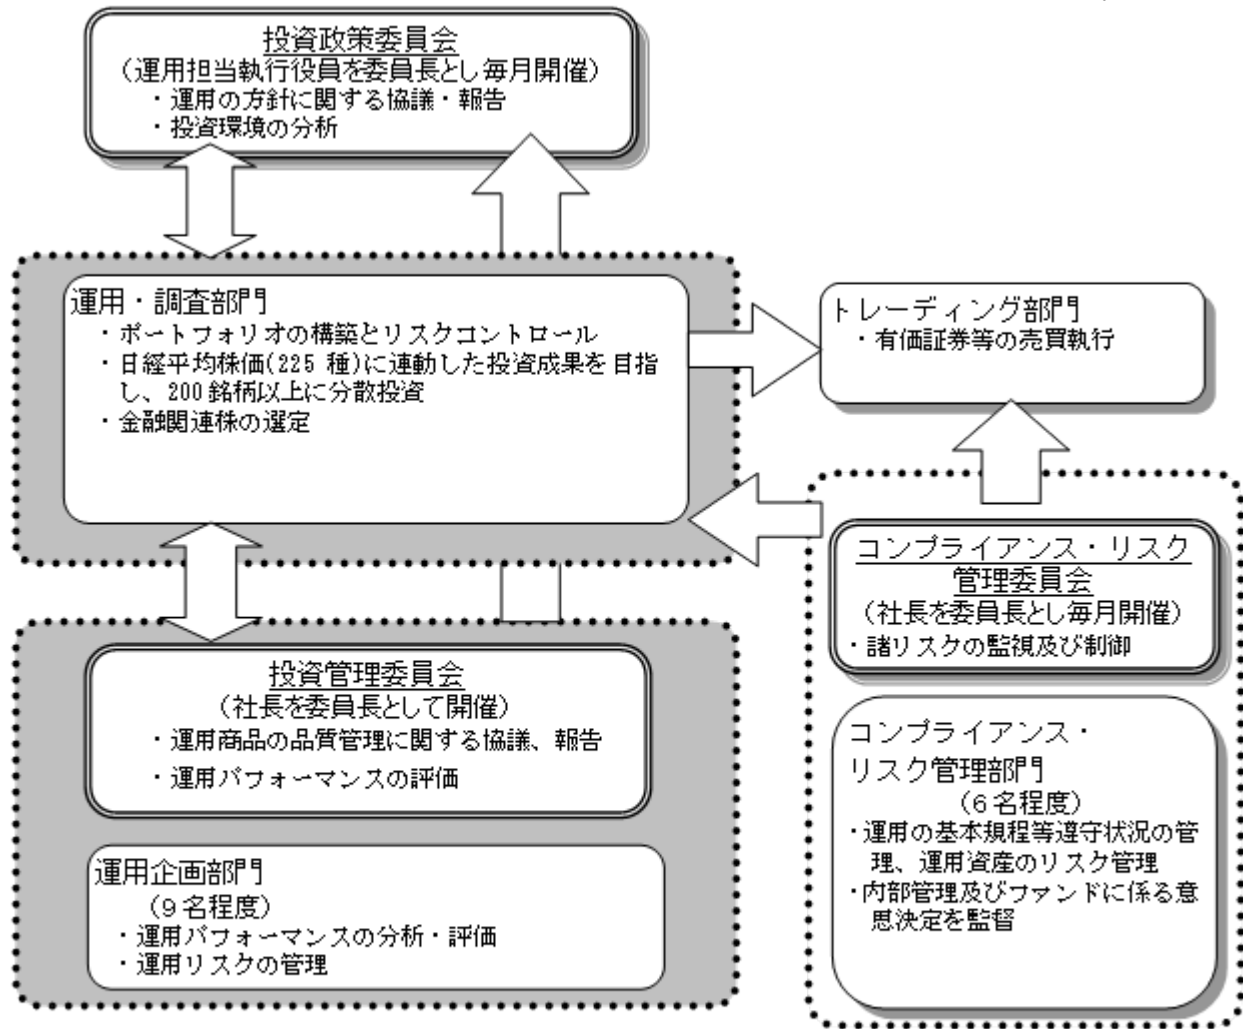 投資政策委員会
(運用担当執行役員を委員長とし毎月開催)
・運用の方針に関する協議・報告
・投資環境の分析
運用・調査部門
・ポートフォリオの構築とリスクコントロール
・日経平均株価(225 種)に連動した投資成果を目指
し、200 銘柄以上に分散投資
・金融関連株の選定
トレーディング部門
・有価証券等の売買執行
投資管理委員会
(社長を委員長として開催)
・運用商品の品質管理に関する協議、報告
・運用パフォーマンスの評価
運用企画部門
(9名程度)
・運用パフォーマンスの分析・評価
・運用リスクの管理
コンプライアンス・リスク
管理委員会
(社長を委員長とし毎月開催)
・諸リスクの監視及び制御
コンプライアンス・
リスク管理部門
(6名程度)
・運用の基本規程等遵守状況の管
理、運用資産のリスク管理
・内部管理及びファンドに係る意
思決定を監督